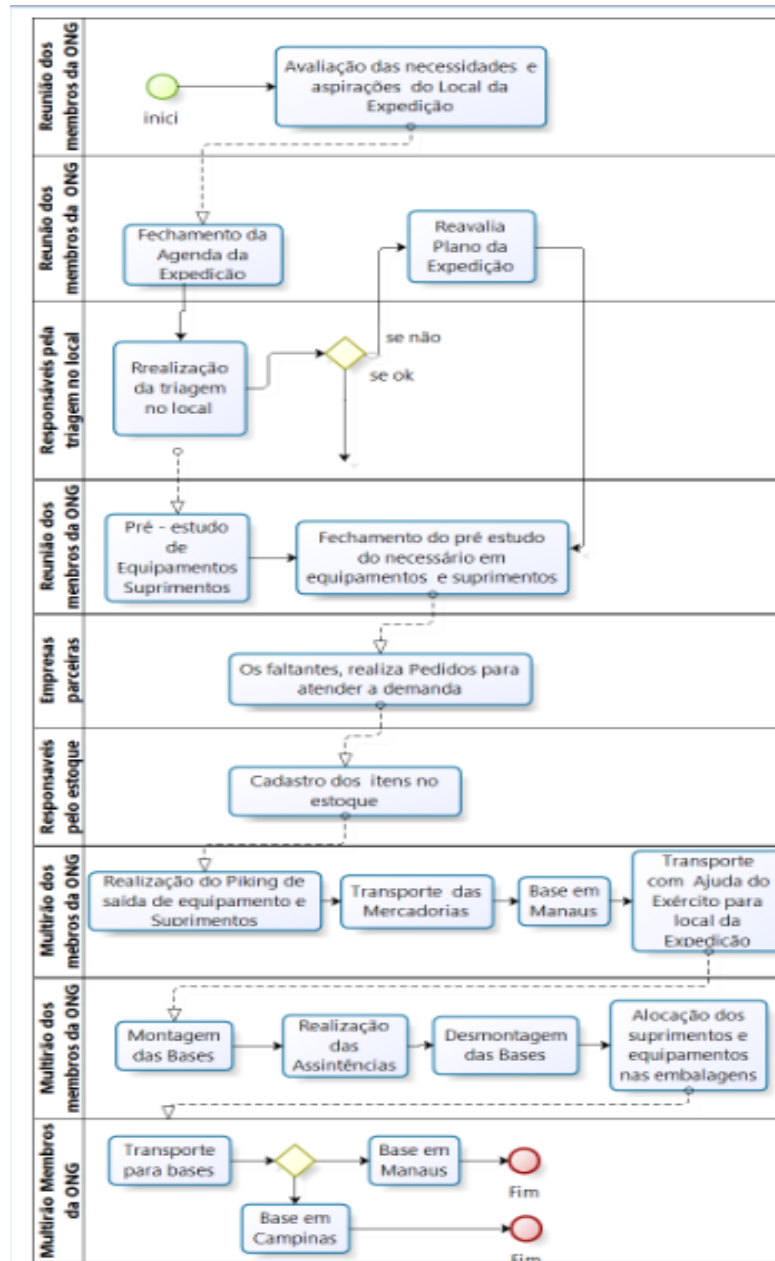 Reunião dos
membros da ONG
inici
Avaliação das necessidades e
aspirações do Local da
Expedição
Reunão dos
membros da ONG
Fechamento da
Agenda da
Expedicão
Reavalia
Plano da
Expedição
Responsáveis pela
triagem no local
Rrealização
da triagem
no local
se não
se ok
Reunião dos
membros da ONG
Pré - estudo
de
Equipamentos
Suprimentos
Fechamento do pré estudo
do necessário em
equipamentos e suprimentos
Empresas
parceiras
Os faltantes, realiza Pedidos para
atender a demanda
Responsaveis
pelo estoque
Cadastro dos itens no
estoque
Multirão dos
mebros da ONG
Realização do Piking de
saída de equipamento e
Suprimentos
Transporte das
Mercadorias
Base em
Manaus
Transporte
com Ajuda do
Exército para
local da
Expedição
Multirão dos
membros da ONG
Montagem
das Bases
Realização
das
Assintências
Desmontagem
das Bases
Alocação dos
suprimentos e
equipamentos
nas embalagens
Multirão Membros
da ONG
Transporte
para bases
Base em
Manaus
Fim
Base em
Campinas
Fim